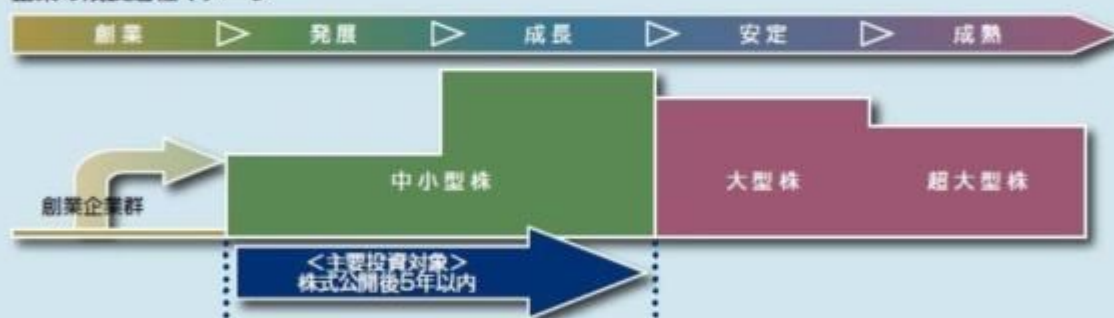 創業 ▷ 発展 ▷ 成長 ▷ 安定 ▷ 成熟
中小型株
大型株
超大型株
創業企業群
＜主要投資対象＞
株式公開後5年以内